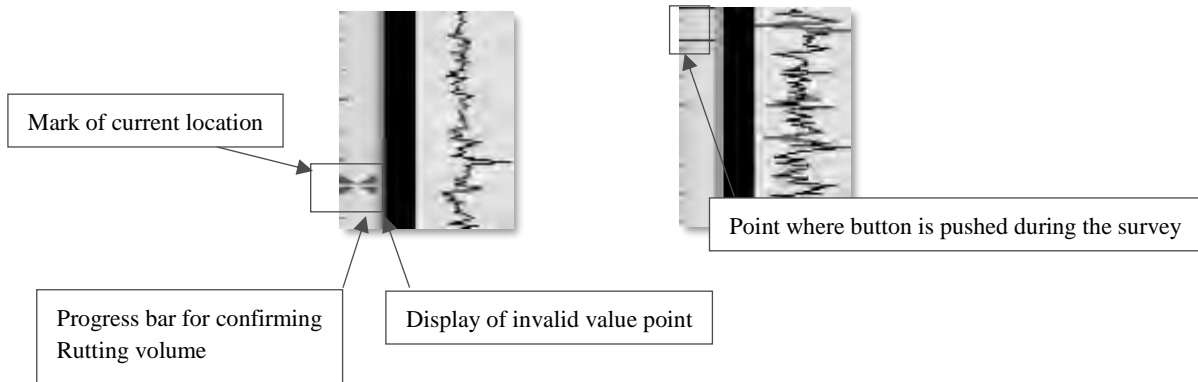 Mark of current location
Point where button is pushed during the survey
Progress bar for confirming
Rutting volume
Display of invalid value point